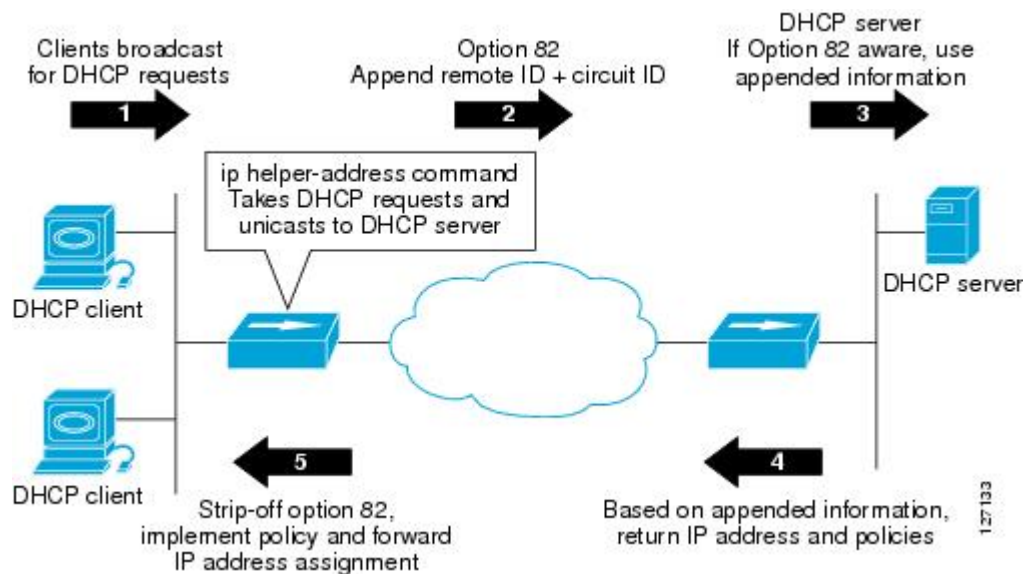 Clients broadcast
for DHCP requests
1
Option 82
Append remote ID + circuit ID
2
DHCP server
If Option 82 aware, use
appended information
3
ip helper-address command
Takes DHCP requests and
unicasts to DHCP server
DHCP client
DHCP server
DHCP client
5
Strip-off option 82,
implement policy and forward
IP address assignment
4
Based on appended information,
return IP address and policies
127133